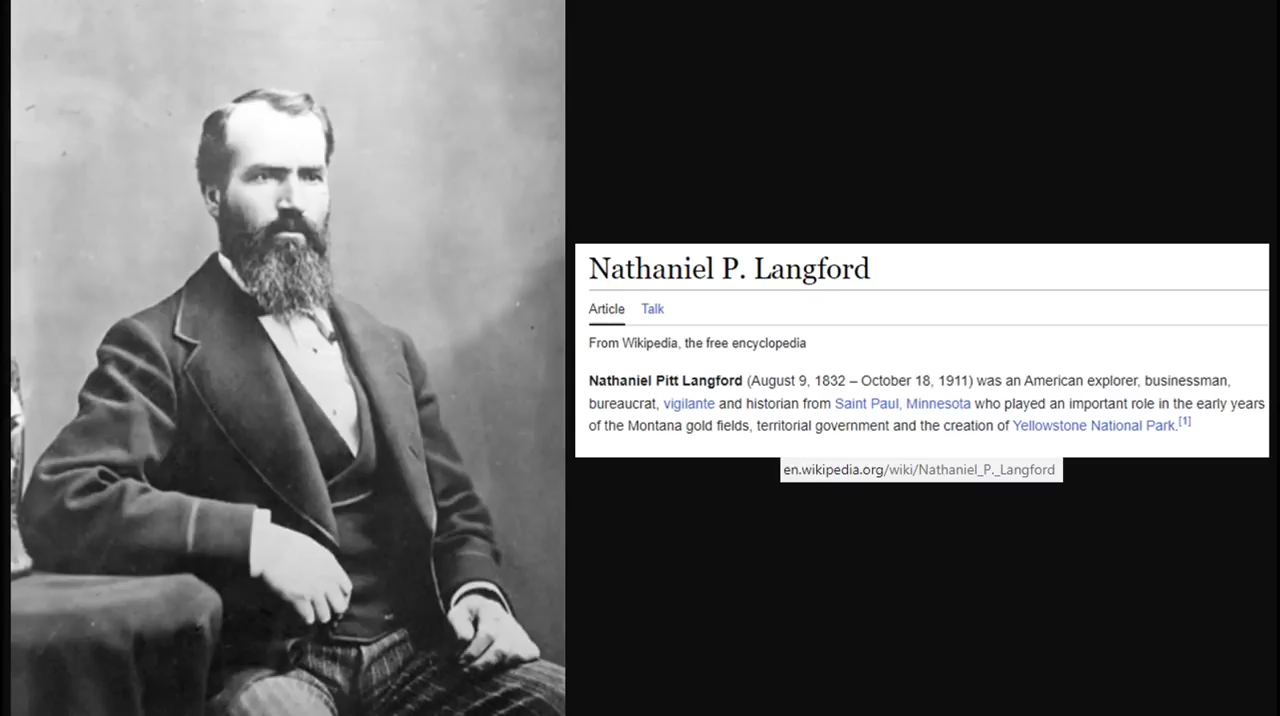 Nathaniel P. Langford
Article Talk
From Wikipedia, the free encyclopedia
Nathaniel Pitt Langford (August 9, 1832 – October 18, 1911) was an American explorer, businessman,
bureaucrat, vigilante and historian from Saint Paul, Minnesota who played an important role in the early years
of the Montana gold fields, territorial government and the creation of Yellowstone National Park.[1]
en.wikipedia.org/wiki/Nathaniel_P._Langford